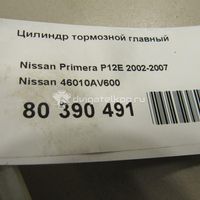 Цилиндр тормозной главный
Nissan Primera P12E 2002-2007
Nissan 46010AV600
80 390 491